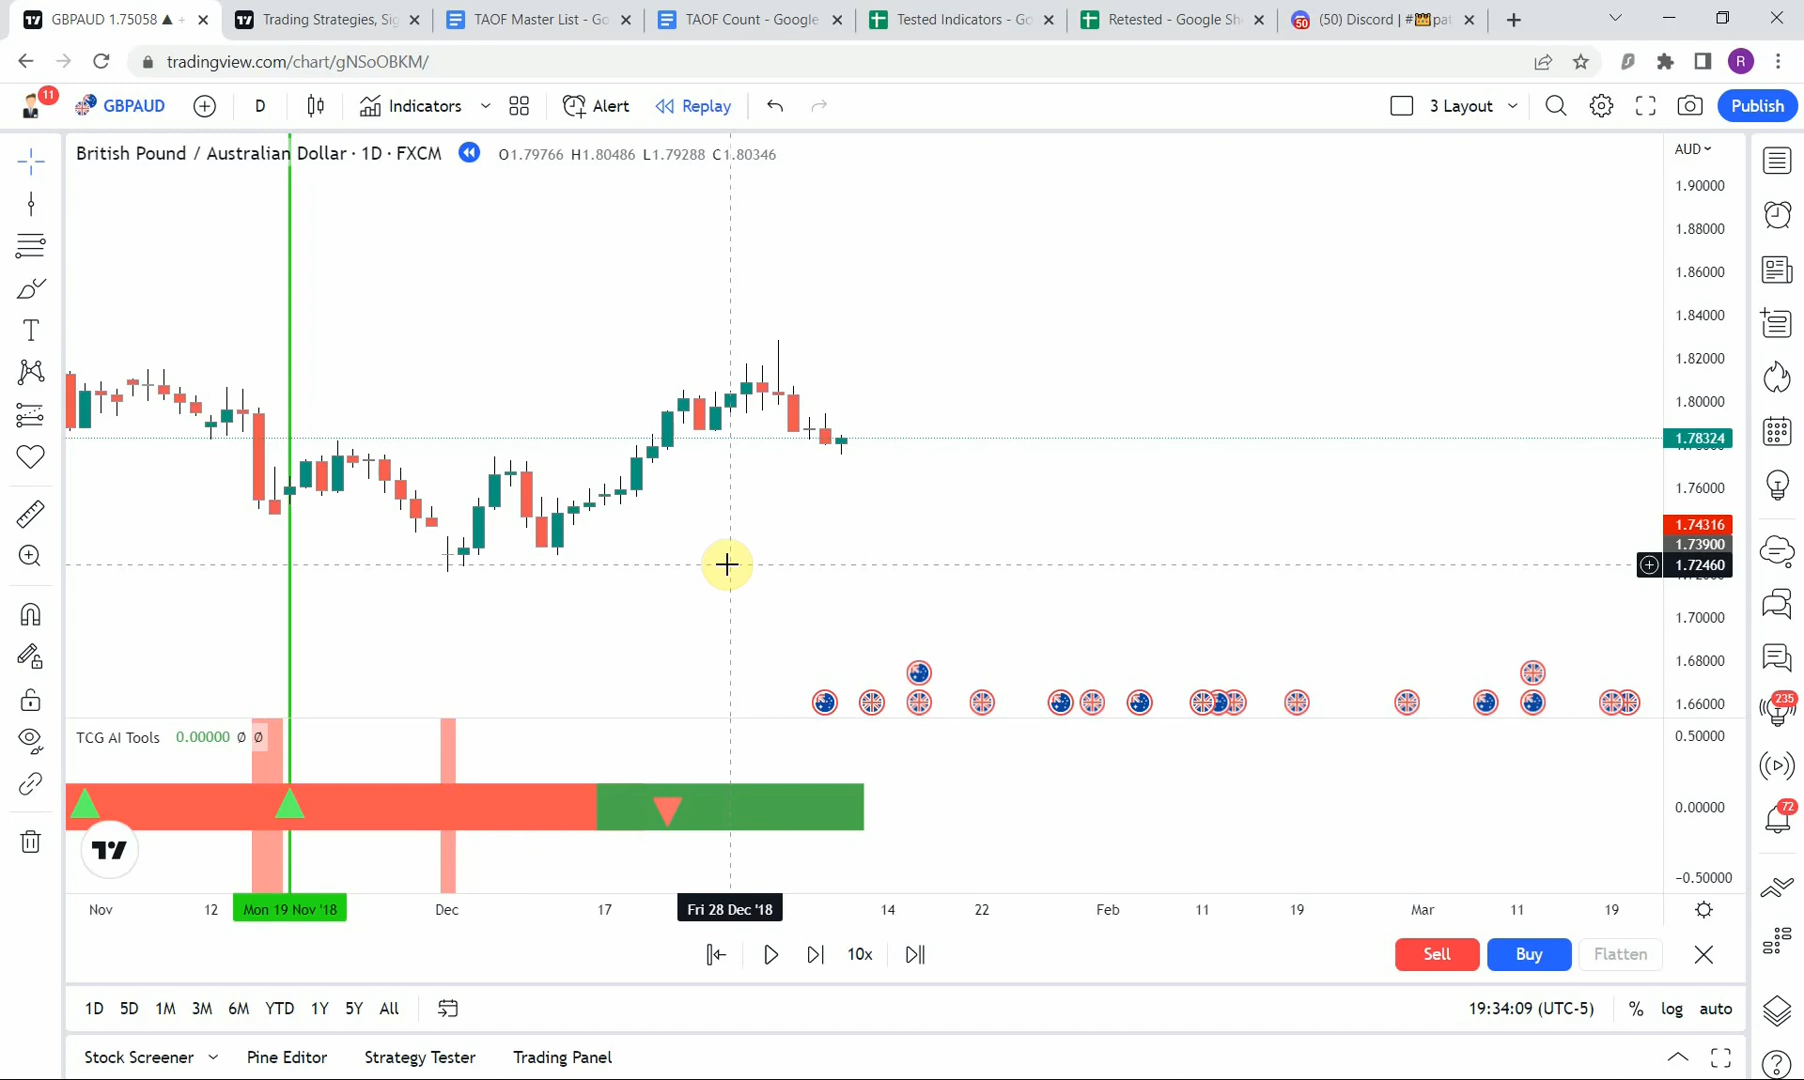 GBPAUD 1.75058 ▲ +
Trading Strategies, Sig
TAOF Master List - Go
TAOF Count - Google
Tested Indicators - Go
Retested - Google Sh
(50) Discord | #👑pat
50
tradingview.com/chart/gNSoOBKM/
R
11
GBPAUD
D
Indicators
Alert
Replay
3 Layout
Publish
British Pound / Australian Dollar · 1D · FXCM
O1.79766 H1.80486 L1.79288 C1.80346
AUD
1.90000
1.88000
1.86000
1.84000
1.82000
1.80000
1.78324
1.76000
1.74316
1.73900
1.72460
1.70000
1.68000
1.66000
TCG AI Tools 0.00000 Ø Ø
0.50000
0.00000
-0.50000
235
72
Nov
12
Mon 19 Nov '18
Dec
17
Fri 28 Dec '18
14
22
Feb
11
19
Mar
11
19
10x
Sell
Buy
Flatten
1D 5D 1M 3M 6M YTD 1Y 5Y All
19:34:09 (UTC-5)
% log auto
Stock Screener
Pine Editor
Strategy Tester
Trading Panel